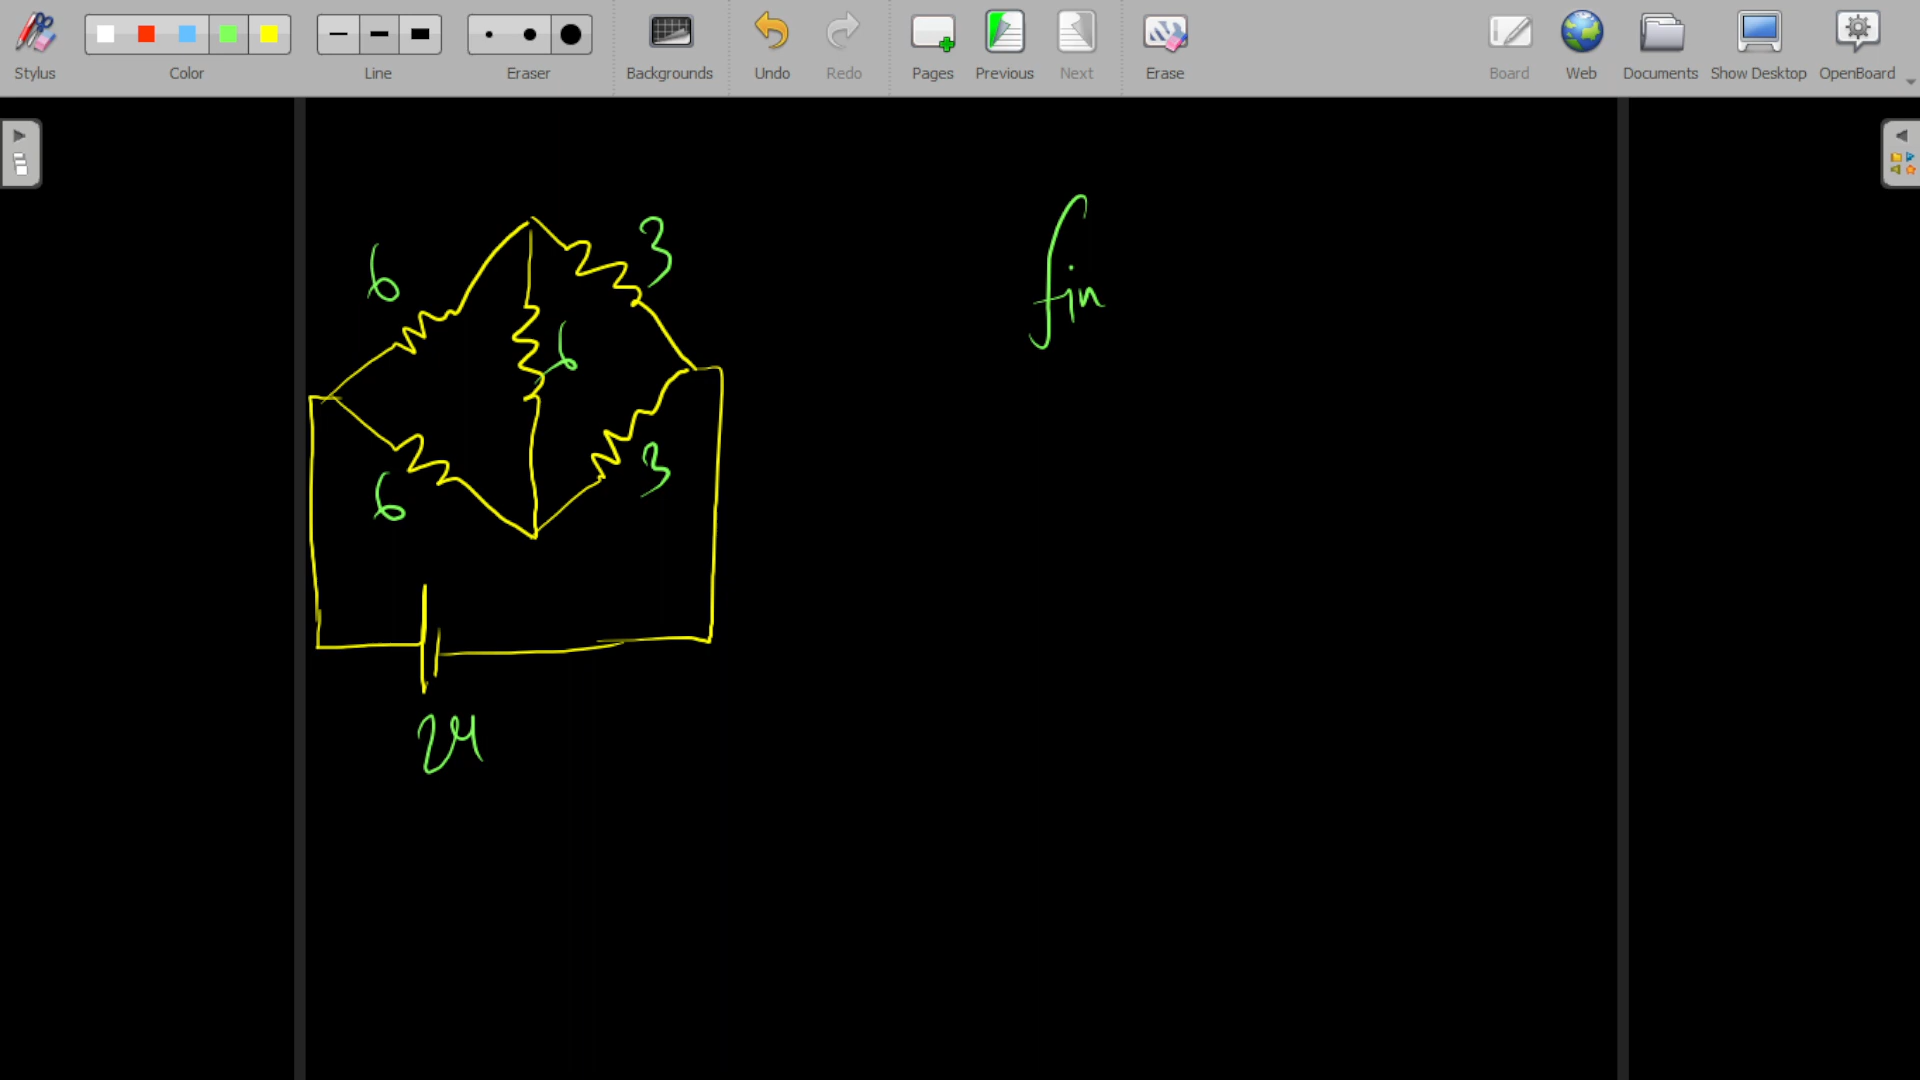 Stylus Color Line Eraser Backgrounds Undo Redo Pages Previous Next Erase Board Web Documents Show Desktop OpenBoard
6 3
fin
6
6 3
24